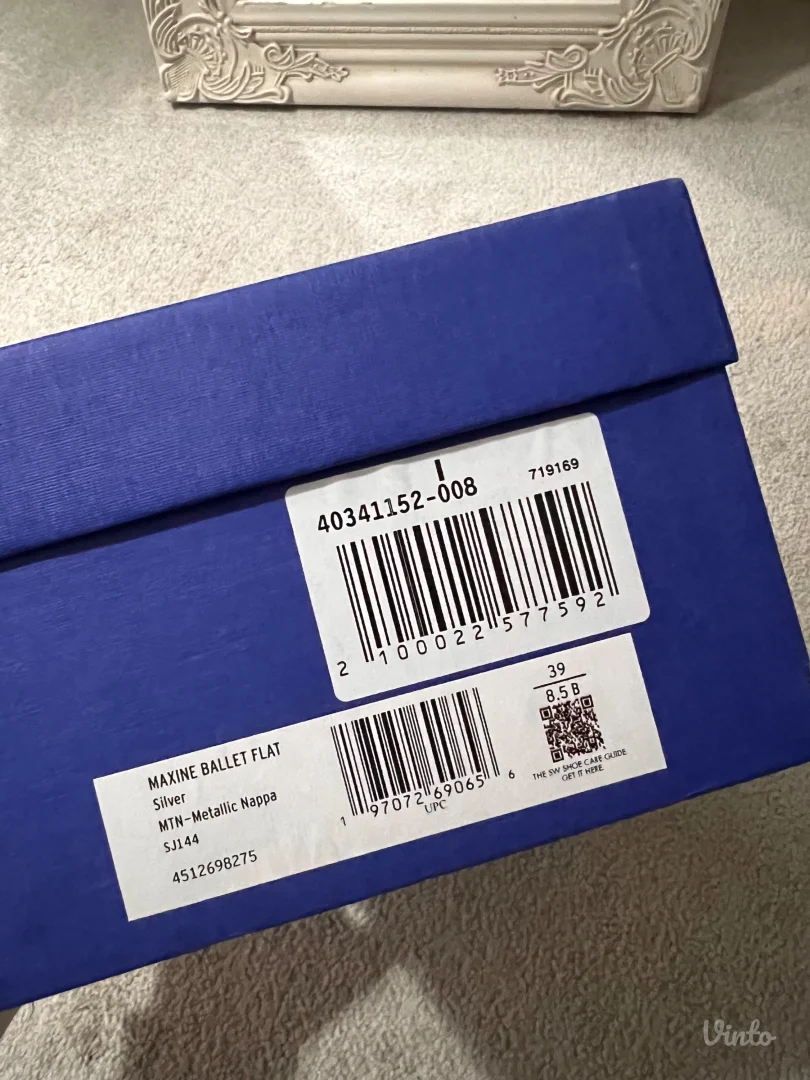 40341152-008
719169
2 100022 577592
MAXINE BALLET FLAT
Silver
MTN-Metallic Nappa
SJ144
4512698275
1 97072 69065 6
UPC
39
8.5 B
THE SW SHOE CARE GUIDE
GET IT HERE.
Vinto